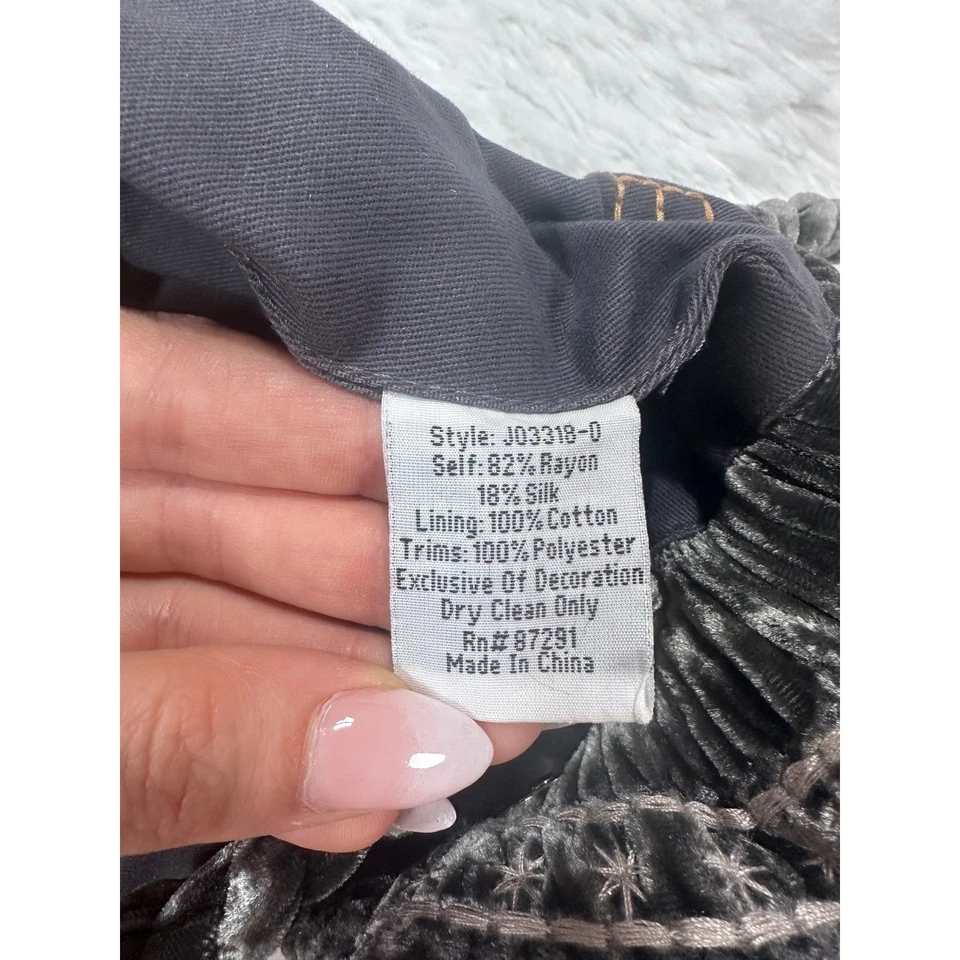 Style: J03318-0
Self: 82% Rayon
18% Silk
Lining: 100% Cotton
Trims: 100% Polyester
Exclusive Of Decoration
Dry Clean Only
Rn# 87291
Made In China